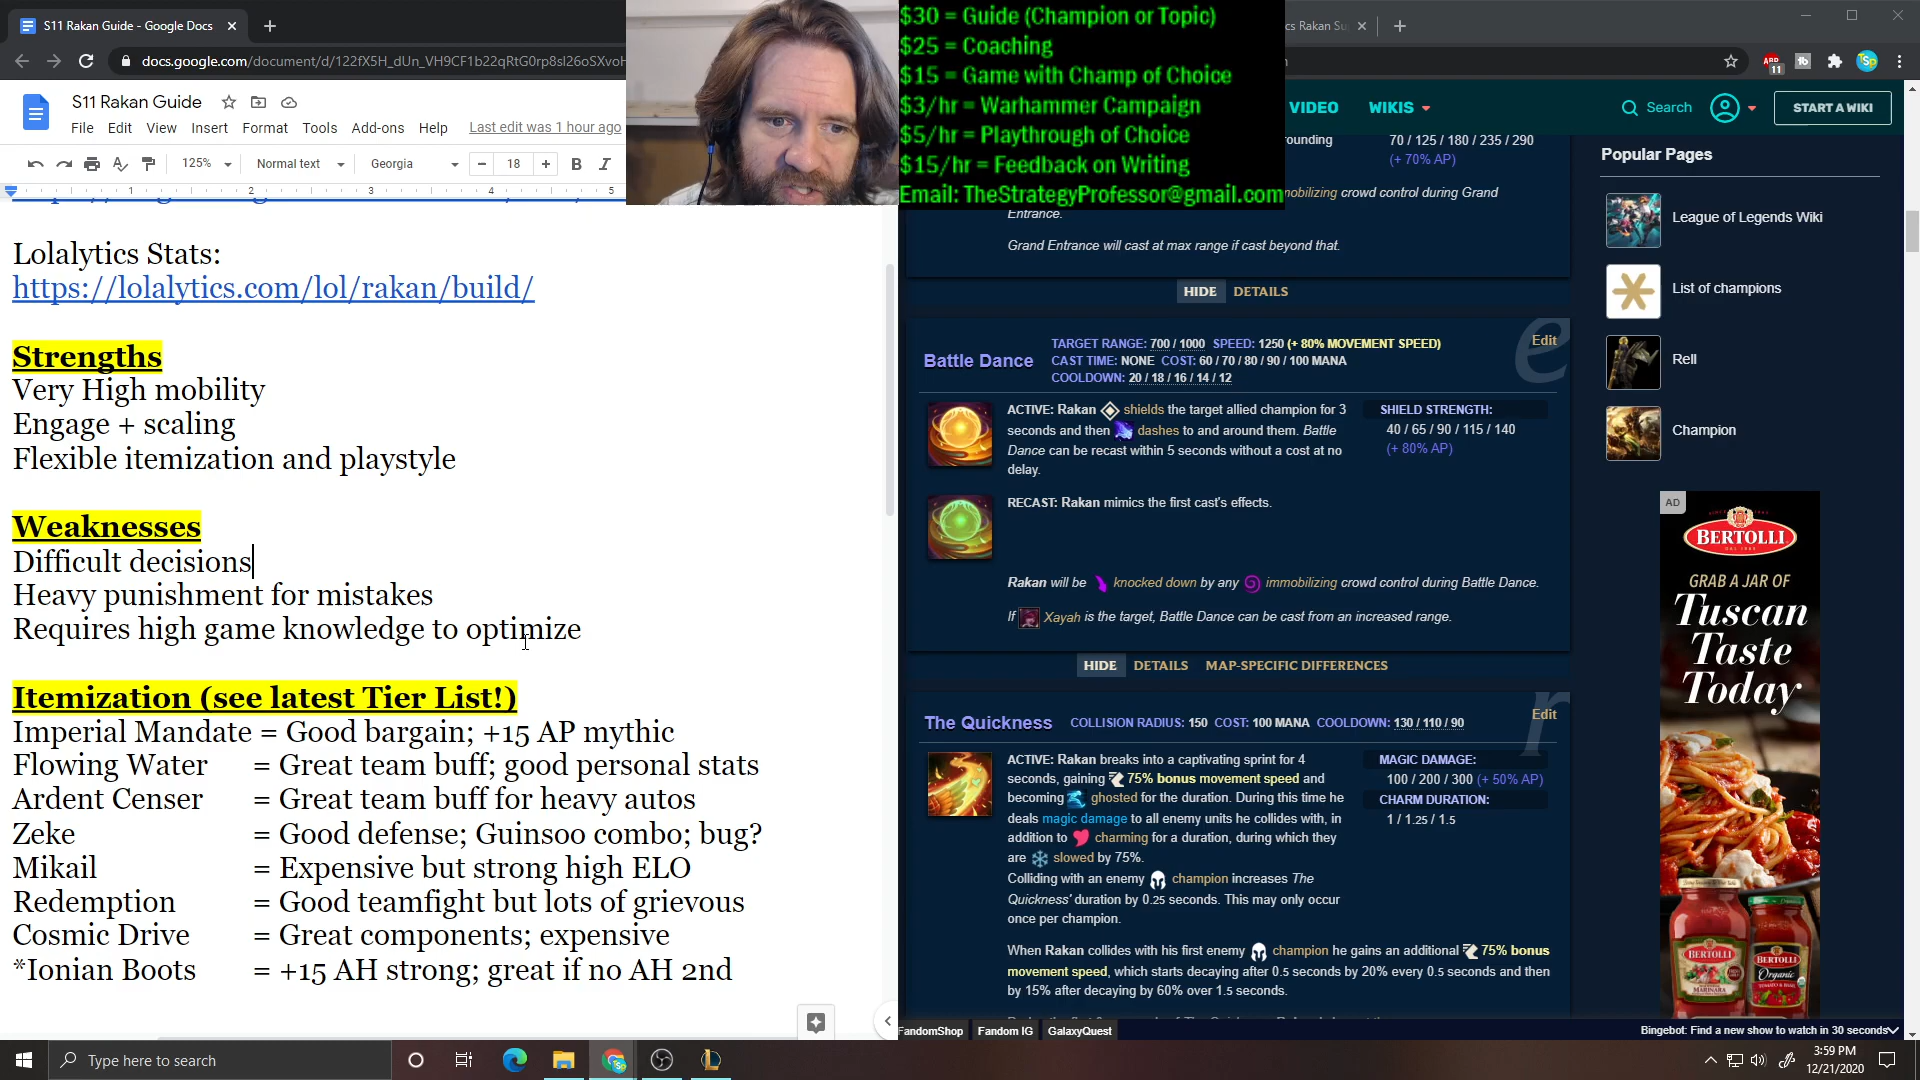 S11 Rakan Guide - Google Docs
docs.google.com/document/d/122fX5H_dUn_VH9CF1b22qRtG0rp8sl26oSXvoH
S11 Rakan Guide
File Edit View Insert Format Tools Add-ons Help Last edit was 1 hour ago
125% Normal text Georgia 18 B I
1 2 3 4 5
Lolalytics Stats:
https://lolalytics.com/lol/rakan/build/
Strengths
Very High mobility
Engage + scaling
Flexible itemization and playstyle
Weaknesses
Difficult decisions
Heavy punishment for mistakes
Requires high game knowledge to optimize
Itemization (see latest Tier List!)
Imperial Mandate = Good bargain; +15 AP mythic
Flowing Water = Great team buff; good personal stats
Ardent Censer = Great team buff for heavy autos
Zeke = Good defense; Guinsoo combo; bug?
Mikail = Expensive but strong high ELO
Redemption = Good teamfight but lots of grievous
Cosmic Drive = Great components; expensive
*Ionian Boots = +15 AH strong; great if no AH 2nd
$30 = Guide (Champion or Topic)
$25 = Coaching
$15 = Game with Champ of Choice
$3/hr = Warhammer Campaign
$5/hr = Playthrough of Choice
$15/hr = Feedback on Writing
Email: TheStrategyProfessor@gmail.com
cs Rakan Su
11
VIDEO WIKIS Search START A WIKI
rounding 70 / 125 / 180 / 235 / 290
(+ 70% AP)
mobilizing crowd control during Grand
Entrance.
Grand Entrance will cast at max range if cast beyond that.
HIDE DETAILS
Battle Dance
TARGET RANGE: 700 / 1000 SPEED: 1250 (+ 80% MOVEMENT SPEED)
CAST TIME: NONE COST: 60 / 70 / 80 / 90 / 100 MANA
COOLDOWN: 20 / 18 / 16 / 14 / 12
e
Edit
ACTIVE: Rakan shields the target allied champion for 3
seconds and then dashes to and around them. Battle
Dance can be recast within 5 seconds without a cost at no
delay.
SHIELD STRENGTH:
40 / 65 / 90 / 115 / 140
(+ 80% AP)
RECAST: Rakan mimics the first cast's effects.
Rakan will be knocked down by any immobilizing crowd control during Battle Dance.
If Xayah is the target, Battle Dance can be cast from an increased range.
HIDE DETAILS MAP-SPECIFIC DIFFERENCES
The Quickness COLLISION RADIUS: 150 COST: 100 MANA COOLDOWN: 130 / 110 / 90
r
Edit
ACTIVE: Rakan breaks into a captivating sprint for 4
seconds, gaining 75% bonus movement speed and
becoming ghosted for the duration. During this time he
deals magic damage to all enemy units he collides with, in
addition to charming for a duration, during which they
are slowed by 75%.
Colliding with an enemy champion increases The
Quickness' duration by 0.25 seconds. This may only occur
once per champion.
MAGIC DAMAGE:
100 / 200 / 300 (+ 50% AP)
CHARM DURATION:
1 / 1.25 / 1.5
When Rakan collides with his first enemy champion he gains an additional 75% bonus
movement speed, which starts decaying after 0.5 seconds by 20% every 0.5 seconds and then
by 15% after decaying by 60% over 1.5 seconds.
Popular Pages
League of Legends Wiki
List of champions
Rell
Champion
AD
BERTOLLI
GRAB A JAR OF
Tuscan
Taste
Today
BERTOLLI
BERTOLLI
ORGANIC
FandomShop Fandom IG GalaxyQuest
Bingebot: Find a new show to watch in 30 seconds
Type here to search
3:59 PM
12/21/2020